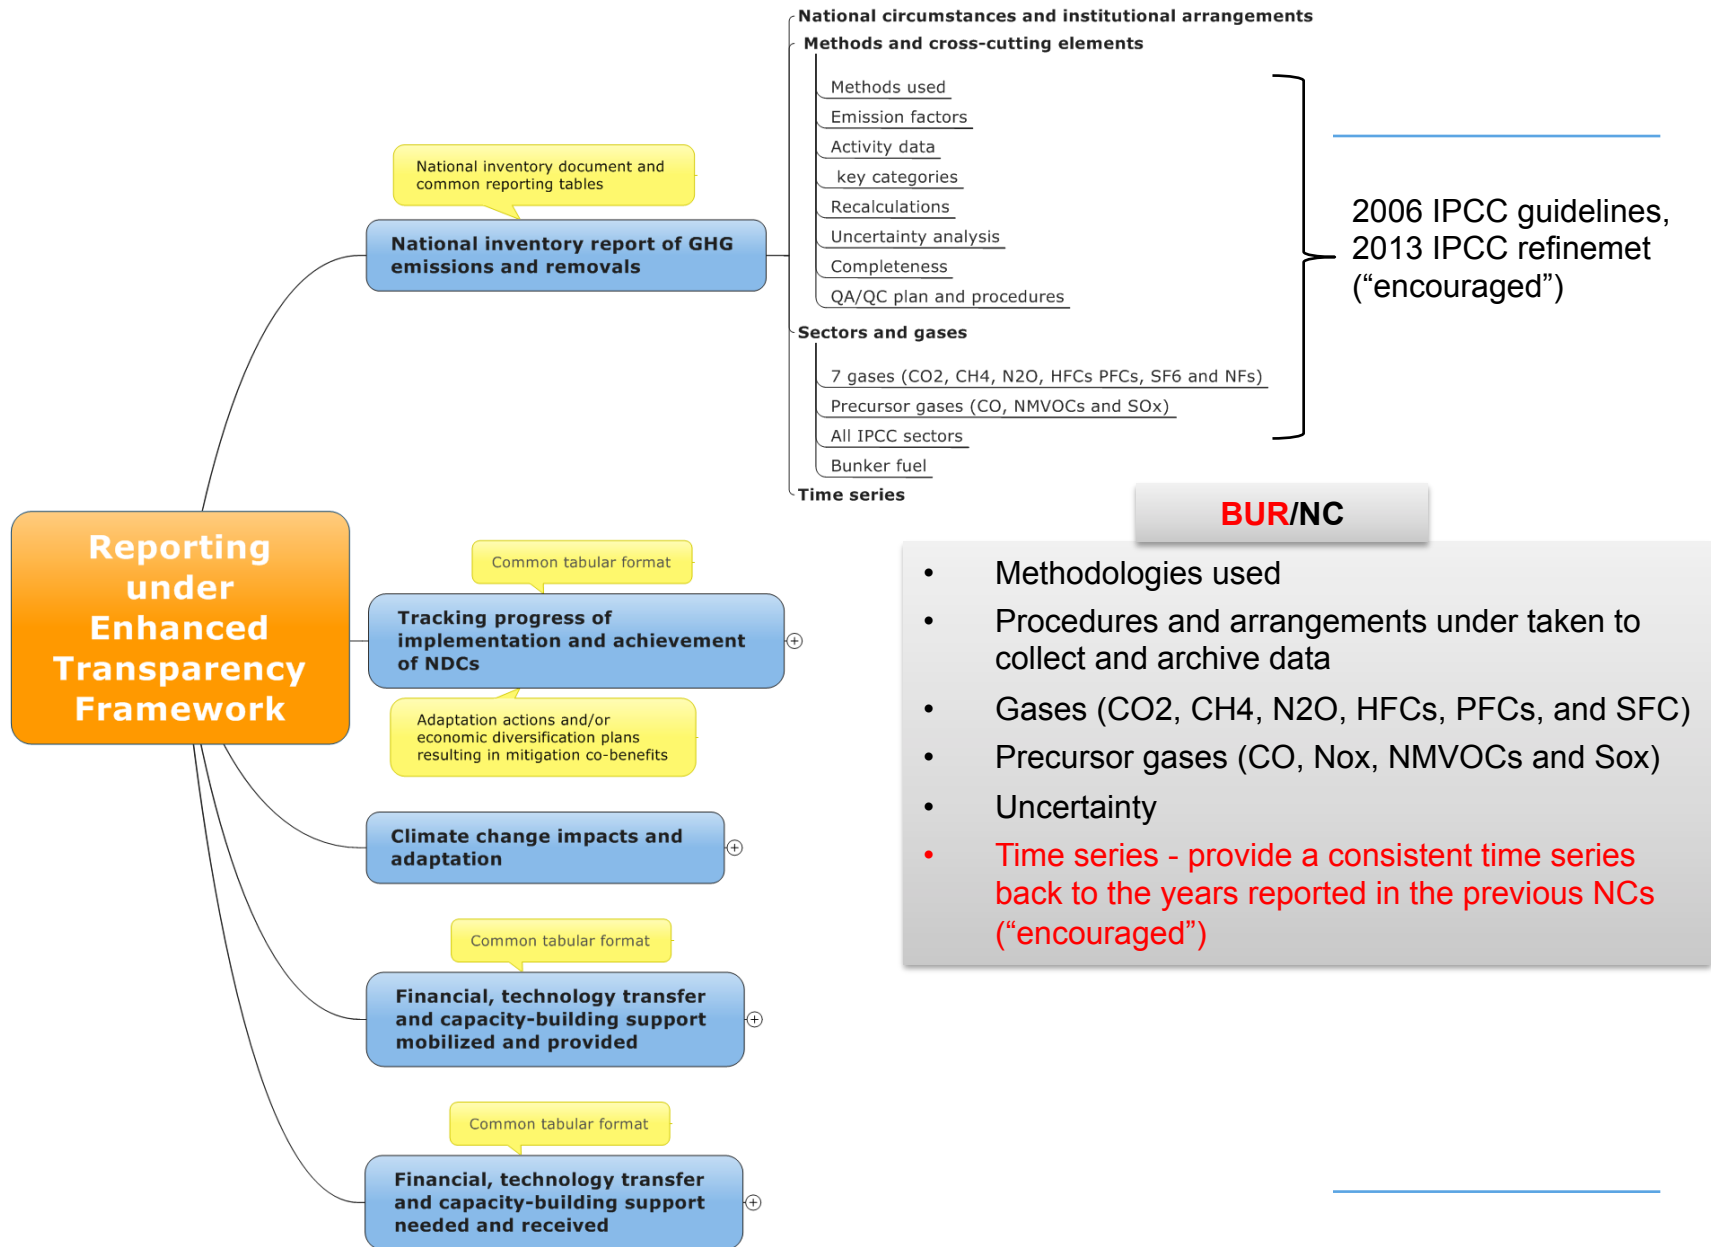 National circumstances and institutional arrangements
Methods and cross-cutting elements
Methods used
Emission factors
Activity data
key categories
Recalculations
Uncertainty analysis
Completeness
QA/QC plan and procedures
Sectors and gases
7 gases (CO2, CH4, N2O, HFCs PFCs, SF6 and NFs)
Precursor gases (CO, NMVOCs and SOx)
All IPCC sectors
Bunker fuel
Time series
National inventory document and
common reporting tables
National inventory report of GHG
emissions and removals
2006 IPCC guidelines,
2013 IPCC refinemet
(“encouraged”)
Reporting
under
Enhanced
Transparency
Framework
Common tabular format
Tracking progress of
implementation and achievement
of NDCs
Adaptation actions and/or
economic diversification plans
resulting in mitigation co-benefits
Climate change impacts and
adaptation
Common tabular format
Financial, technology transfer
and capacity-building support
mobilized and provided
Common tabular format
Financial, technology transfer
and capacity-building support
needed and received
BUR/NC
• Methodologies used
• Procedures and arrangements under taken to
collect and archive data
• Gases (CO2, CH4, N2O, HFCs, PFCs, and SFC)
• Precursor gases (CO, Nox, NMVOCs and Sox)
• Uncertainty
• Time series - provide a consistent time series
back to the years reported in the previous NCs
(“encouraged”)